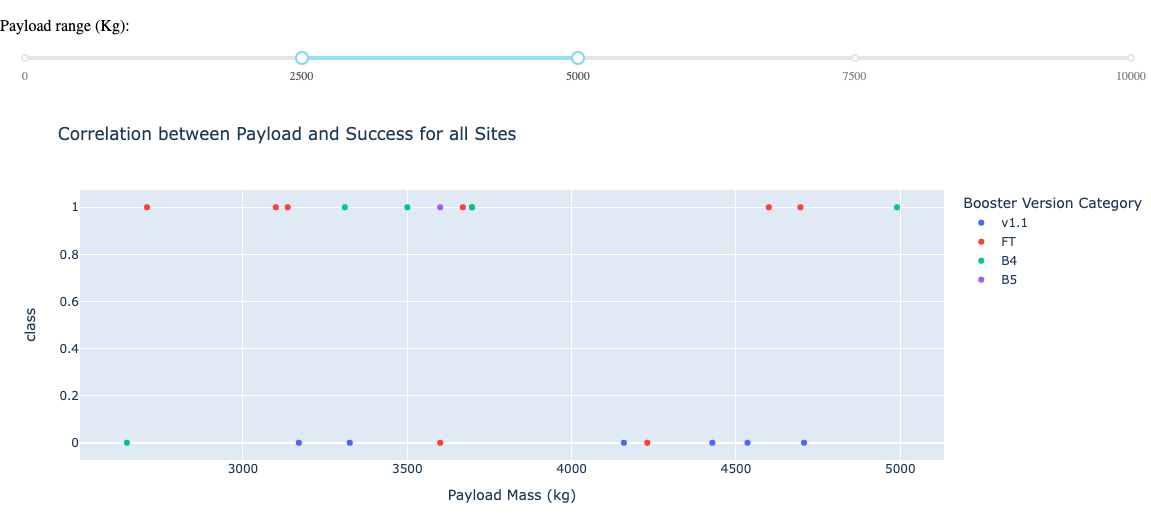 Payload range (Kg):
0 2500 5000 7500 10000
Correlation between Payload and Success for all Sites
Booster Version Category
v1.1
FT
B4
B5
1
0.8
0.6
0.4
0.2
0
class
3000 3500 4000 4500 5000
Payload Mass (kg)